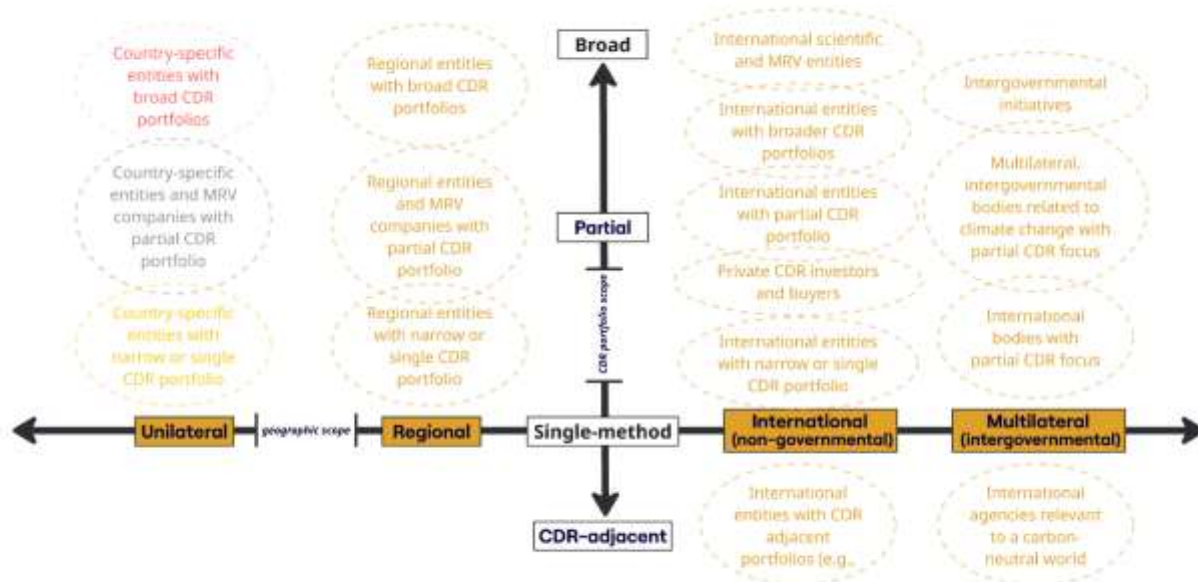 Country-specific
entities with
broad CDR
portfolios
Regional entities
with broad CDR
portfolios
Broad
International scientific
and MRV entities
Intergovernmental
initiatives
International entities
with broader CDR
portfolios
Country-specific
entities and MRV
companies with
partial CDR
portfolio
Regional entities
and MRV
companies with
partial CDR
portfolio
Partial
International entities
with partial CDR
portfolio
Multilateral,
intergovernmental
bodies related to
climate change with
partial CDR focus
Private CDR investors
and buyers
CDR portfolio scope
Country-specific
entities with
narrow or single
CDR portfolio
Regional entities
with narrow or
single CDR
portfolio
International entities
with narrow or single
CDR portfolio
International
bodies with
partial CDR focus
Unilateral
geographic scope
Regional
Single-method
International
(non-governmental)
Multilateral
(intergovernmental)
CDR-adjacent
International
entities with CDR
adjacent
portfolios (e.g.,
International
agencies relevant
to a carbon-
neutral world